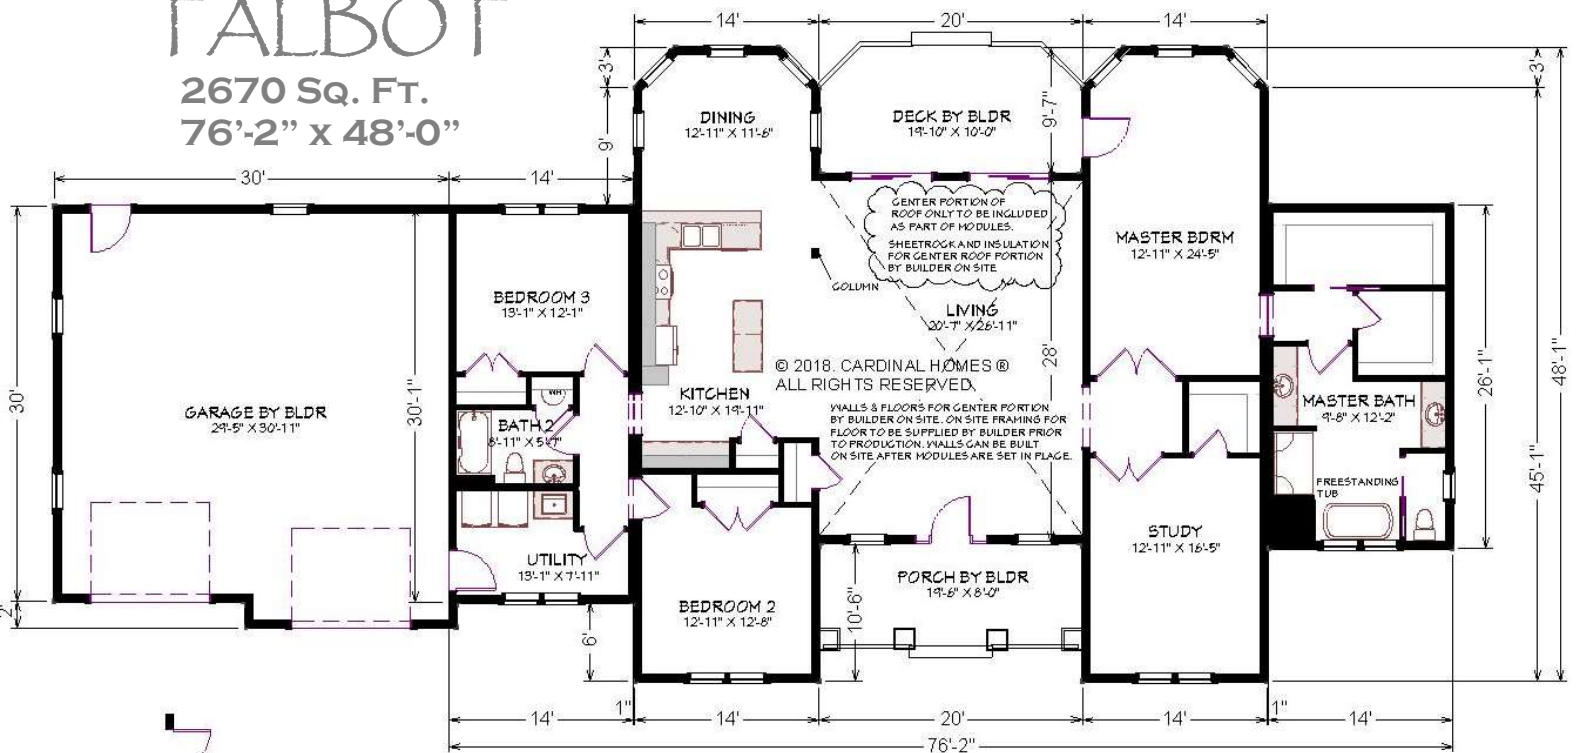 TALBOT
2670 SQ. FT.
76'-2" X 48'-0"
14'
20'
14'
3'
3'
9'
9'-7"
30'
14'
DINING
12'-11" X 11'-6"
DECK BY BLDR
19'-10" X 10'-0"
CENTER PORTION OF
ROOF ONLY TO BE INCLUDED
AS PART OF MODULES.
SHEETROCK AND INSULATION
FOR CENTER ROOF PORTION
BY BUILDER ON SITE
COLUMN
MASTER BDRM
12'-11" X 24'-5"
BEDROOM 3
13'-1" X 12'-1"
LIVING
20'-7" X 26'-11"
28'
© 2018. CARDINAL HOMES ®
ALL RIGHTS RESERVED.
30'
30'-1"
GARAGE BY BLDR
29'-5" X 30'-11"
WH
BATH 2
8'-11" X 5'-7"
KITCHEN
12'-10" X 19'-11"
WALLS & FLOORS FOR CENTER PORTION
BY BUILDER ON SITE. ON SITE FRAMING FOR
FLOOR TO BE SUPPLIED BY BUILDER PRIOR
TO PRODUCTION. WALLS CAN BE BUILT
ON SITE AFTER MODULES ARE SET IN PLACE.
MASTER BATH
9'-8" X 12'-2"
26'-1"
48'-1"
45'-1"
FREESTANDING
TUB
STUDY
12'-11" X 16'-5"
UTILITY
13'-1" X 7'-11"
PORCH BY BLDR
19'-6" X 8'-0"
BEDROOM 2
12'-11" X 12'-8"
10'-6"
6'
2'
14'
1"
14'
20'
14'
1"
14'
76'-2"